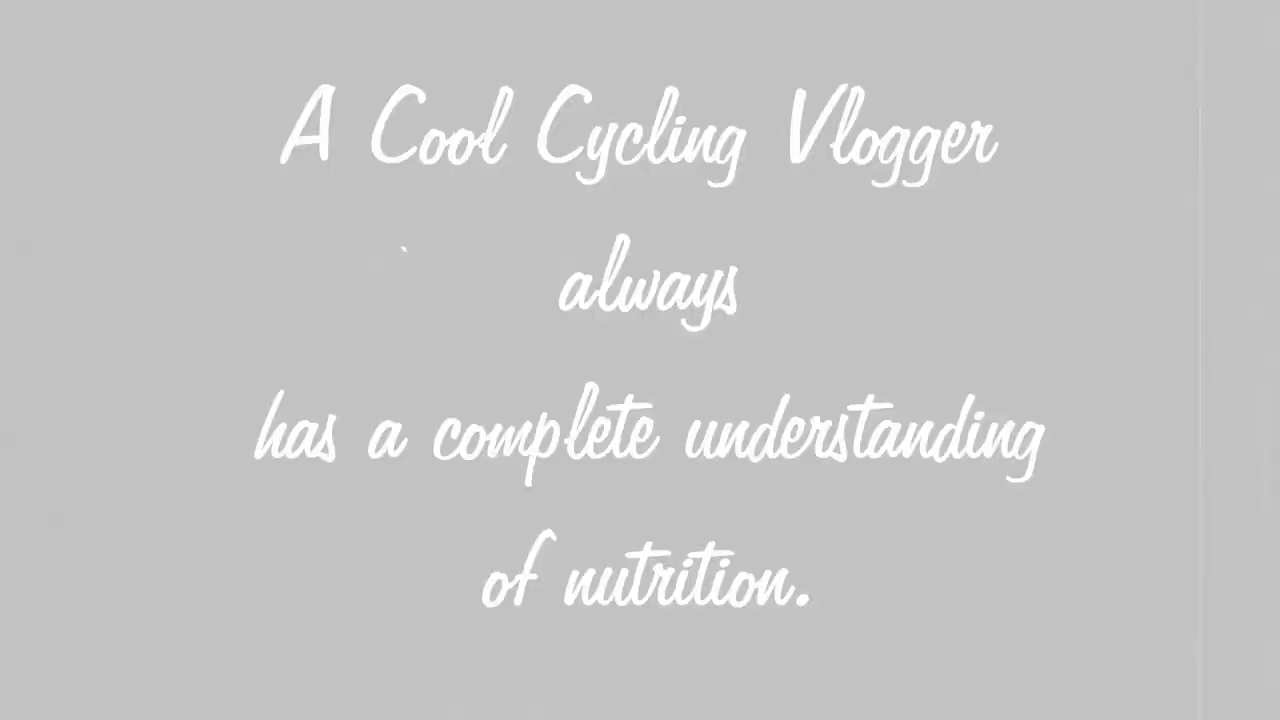 A Cool Cycling Vlogger
always
has a complete understanding
of nutrition.